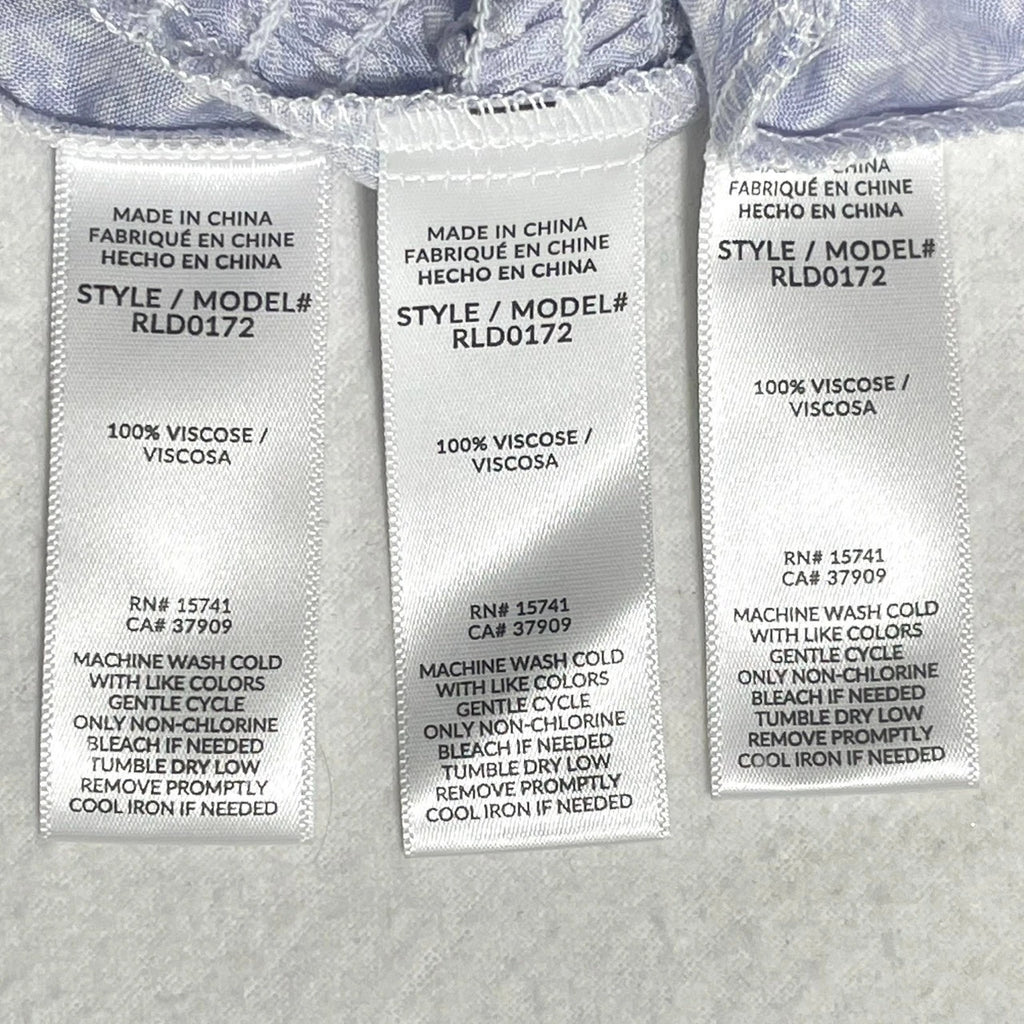 MADE IN CHINA
FABRIQUÉ EN CHINE
HECHO EN CHINA
STYLE / MODEL#
RLD0172
100% VISCOSE /
VISCOSA
RN# 15741
CA# 37909
MACHINE WASH COLD
WITH LIKE COLORS
GENTLE CYCLE
ONLY NON-CHLORINE
BLEACH IF NEEDED
TUMBLE DRY LOW
REMOVE PROMPTLY
COOL IRON IF NEEDED
MADE IN CHINA
FABRIQUÉ EN CHINE
HECHO EN CHINA
STYLE / MODEL#
RLD0172
100% VISCOSE /
VISCOSA
RN# 15741
CA# 37909
MACHINE WASH COLD
WITH LIKE COLORS
GENTLE CYCLE
ONLY NON-CHLORINE
BLEACH IF NEEDED
TUMBLE DRY LOW
REMOVE PROMPTLY
COOL IRON IF NEEDED
CHINA
FABRIQUÉ EN CHINE
HECHO EN CHINA
STYLE / MODEL#
RLD0172
100% VISCOSE /
VISCOSA
RN# 15741
CA# 37909
MACHINE WASH COLD
WITH LIKE COLORS
GENTLE CYCLE
ONLY NON-CHLORINE
BLEACH IF NEEDED
TUMBLE DRY LOW
REMOVE PROMPTLY
COOL IRON IF NEEDED